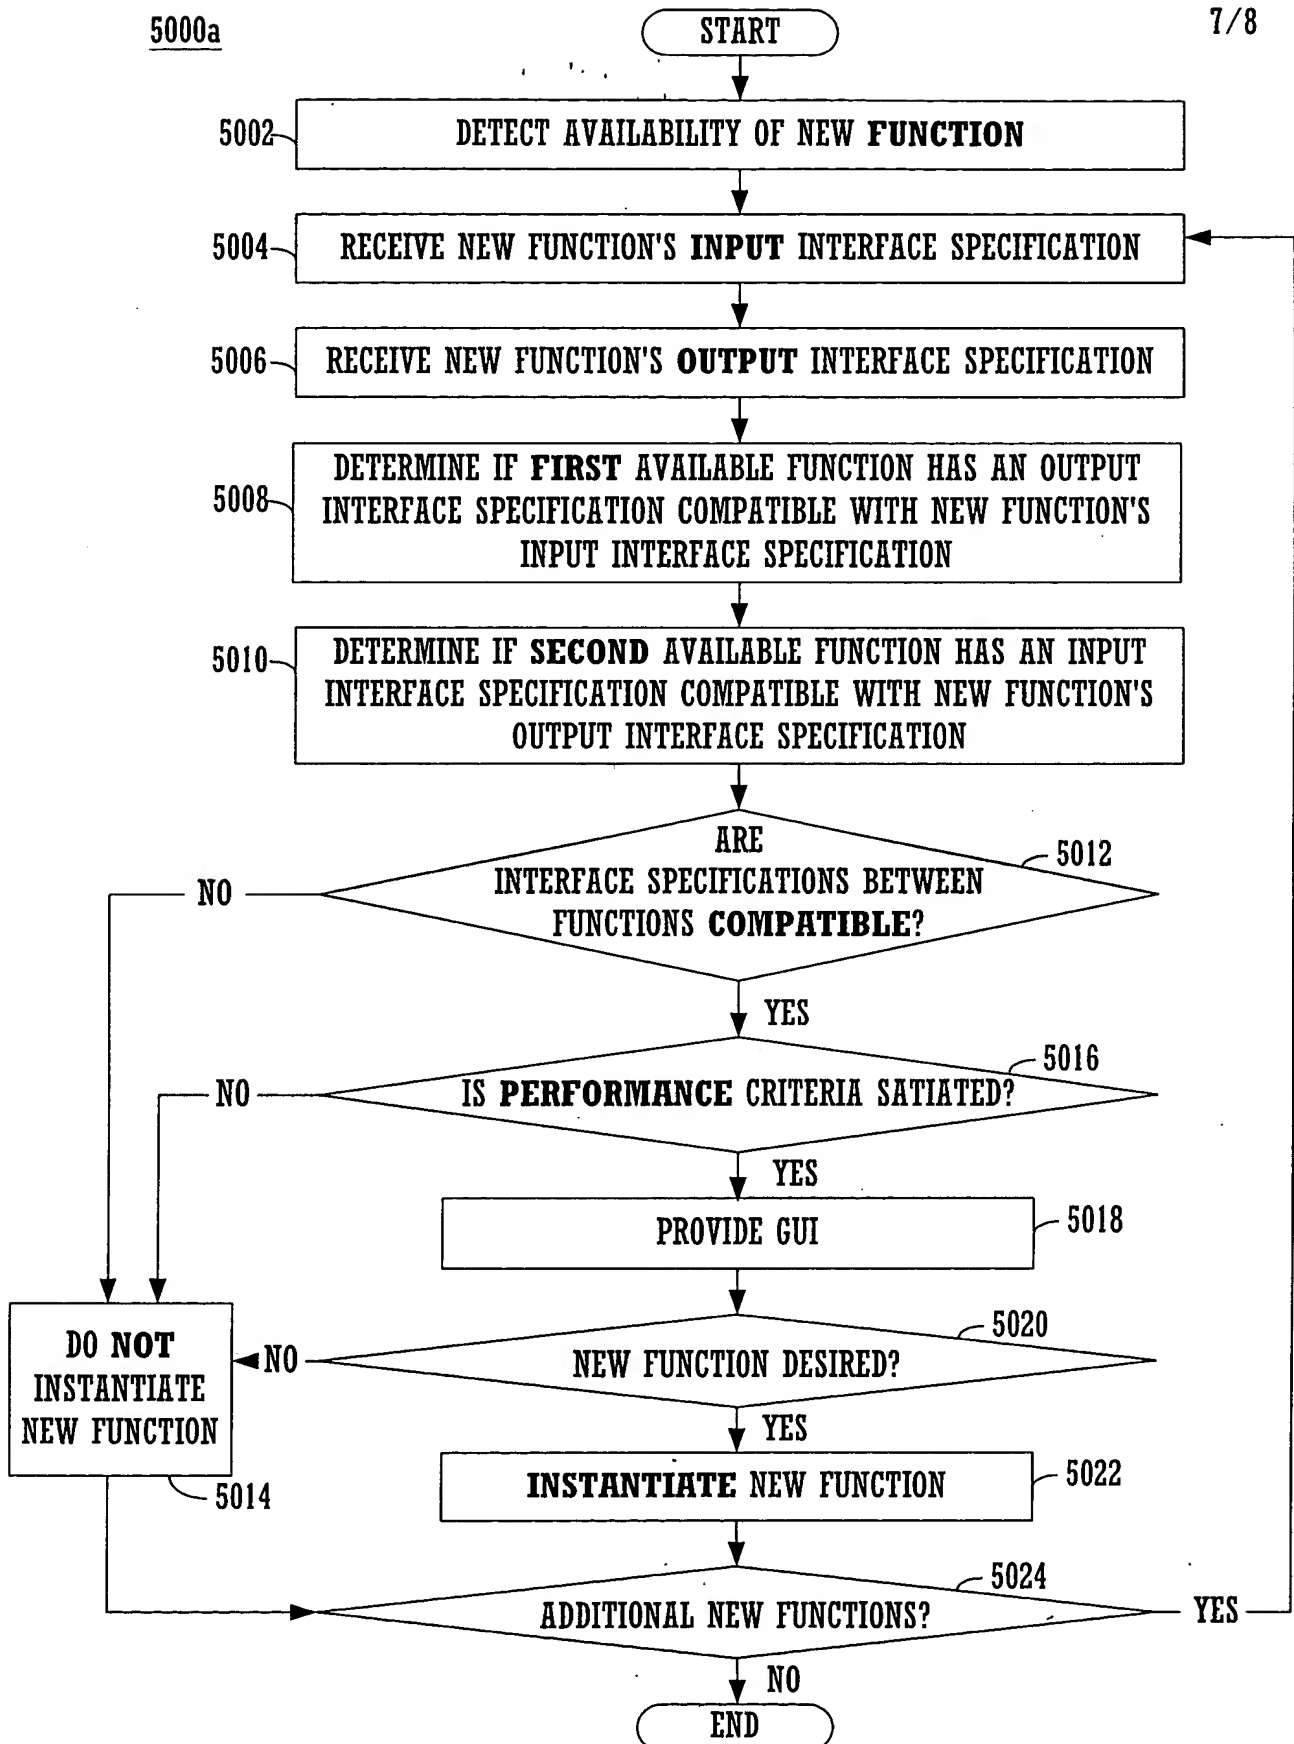 5000a
7/8
START
5002
DETECT AVAILABILITY OF NEW FUNCTION
5004
RECEIVE NEW FUNCTION'S INPUT INTERFACE SPECIFICATION
5006
RECEIVE NEW FUNCTION'S OUTPUT INTERFACE SPECIFICATION
5008
DETERMINE IF FIRST AVAILABLE FUNCTION HAS AN OUTPUT
INTERFACE SPECIFICATION COMPATIBLE WITH NEW FUNCTION'S
INPUT INTERFACE SPECIFICATION
5010
DETERMINE IF SECOND AVAILABLE FUNCTION HAS AN INPUT
INTERFACE SPECIFICATION COMPATIBLE WITH NEW FUNCTION'S
OUTPUT INTERFACE SPECIFICATION
ARE
INTERFACE SPECIFICATIONS BETWEEN
FUNCTIONS COMPATIBLE?
5012
NO
YES
IS PERFORMANCE CRITERIA SATIATED?
5016
NO
YES
PROVIDE GUI
5018
NEW FUNCTION DESIRED?
5020
NO
YES
DO NOT
INSTANTIATE
NEW FUNCTION
5014
INSTANTIATE NEW FUNCTION
5022
ADDITIONAL NEW FUNCTIONS?
5024
YES
NO
END